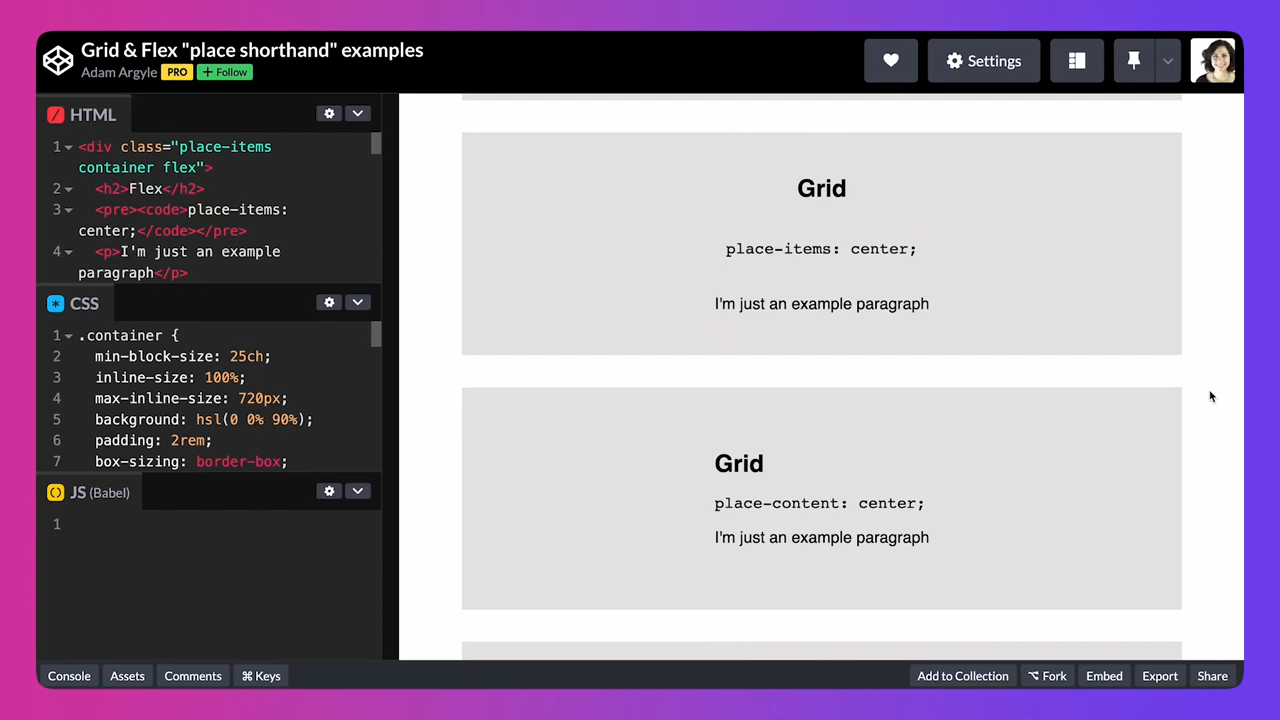 Grid & Flex "place shorthand" examples
Adam Argyle PRO + Follow
Settings
HTML
1 <div class="place-items
container flex">
2 <h2>Flex</h2>
3 <pre><code>place-items:
center;</code></pre>
4 <p>I'm just an example
paragraph</p>
CSS
1 .container {
2 min-block-size: 25ch;
3 inline-size: 100%;
4 max-inline-size: 720px;
5 background: hsl(0 0% 90%);
6 padding: 2rem;
7 box-sizing: border-box;
JS (Babel)
1
Grid
place-items: center;
I'm just an example paragraph
Grid
place-content: center;
I'm just an example paragraph
Console Assets Comments ⌘ Keys Add to Collection ⌥ Fork Embed Export Share